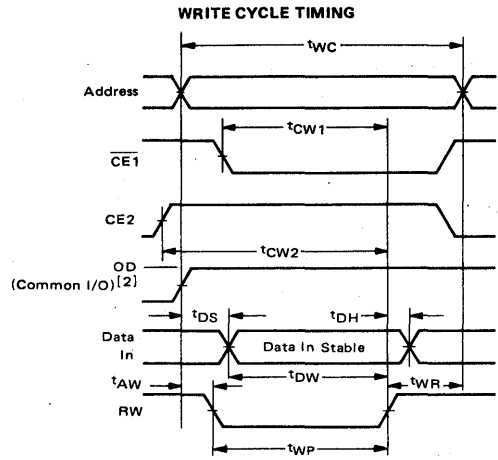 WRITE CYCLE TIMING
tWC
Address
tCW1
CE1
CE2
tCW2
OD
(Common I/O)[2]
tDS
tDH
Data
In
Data In Stable
tAW
tDW
tWR
RW
tWP